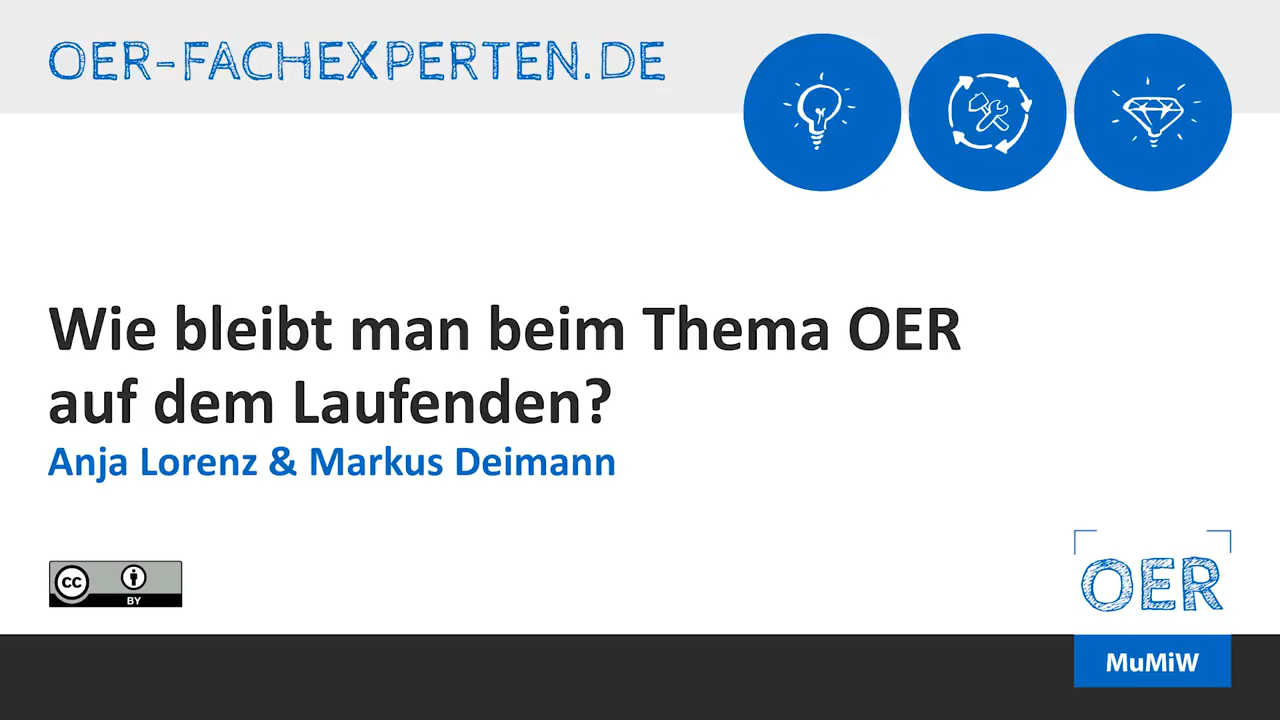 OER-FACHEXPERTEN.DE
Wie bleibt man beim Thema OER
auf dem Laufenden?
Anja Lorenz & Markus Deimann
cc
BY
OER
MuMiW